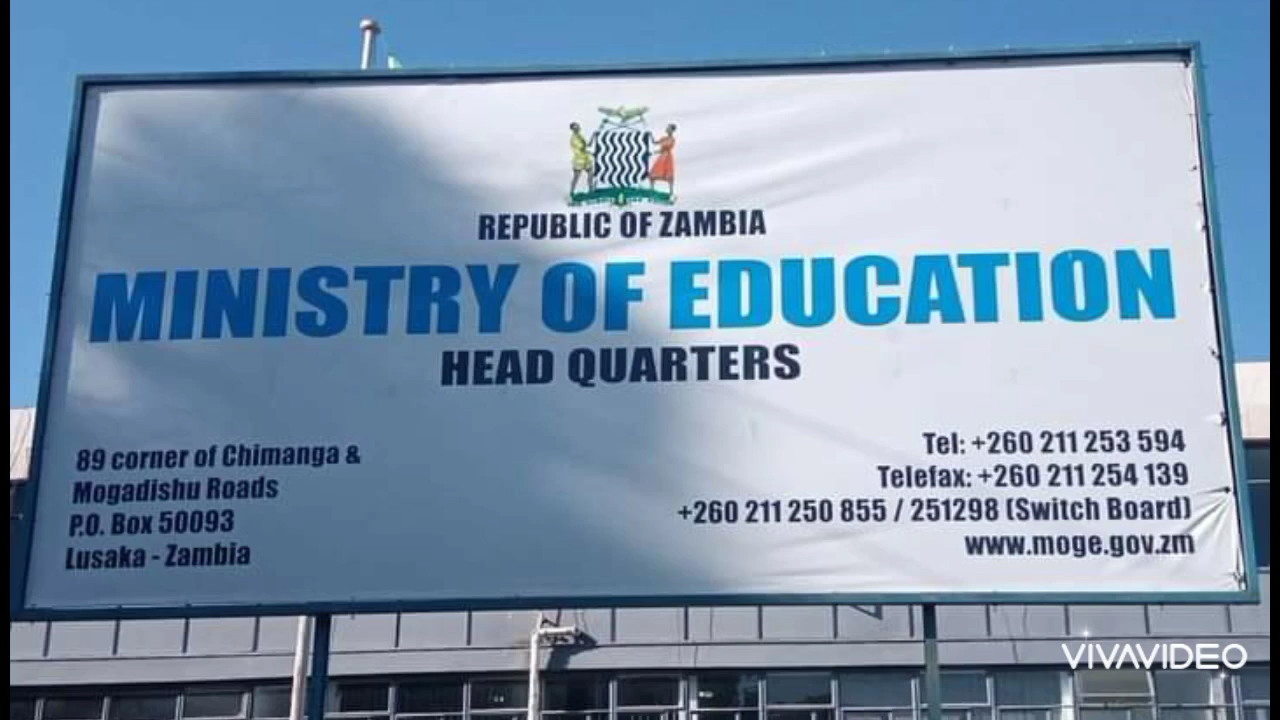 REPUBLIC OF ZAMBIA
MINISTRY OF EDUCATION
HEAD QUARTERS
89 corner of Chimanga &
Mogadishu Roads
P.O. Box 50093
Lusaka - Zambia
Tel: +260 211 253 594
Telefax: +260 211 254 139
+260 211 250 855 / 251298 (Switch Board)
www.moge.gov.zm
VIVAVIDEO